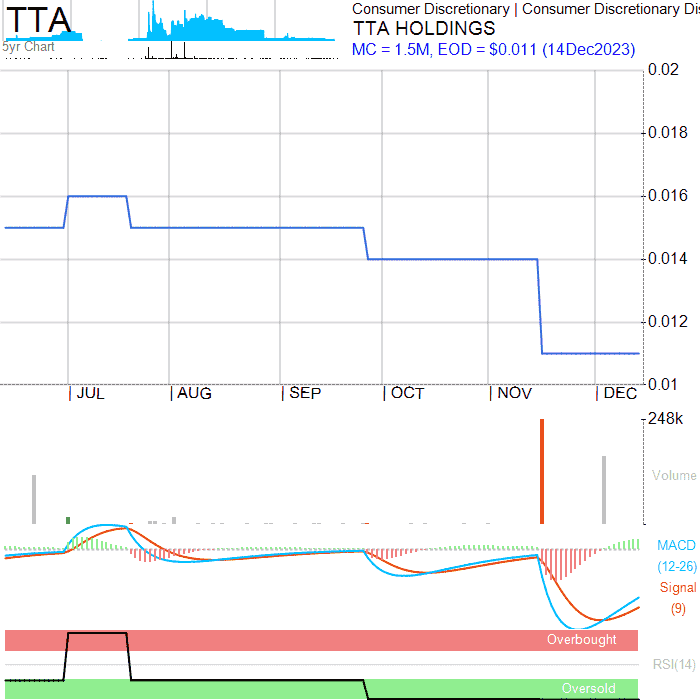 TTA
5yr Chart
Consumer Discretionary | Consumer Discretionary Dis
TTA HOLDINGS
MC = 1.5M, EOD = $0.011 (14Dec2023)
0.02
0.018
0.016
0.014
0.012
0.01
| JUL | AUG | SEP | OCT | NOV | DEC
248k
Volume
MACD
(12-26)
Signal
(9)
Overbought
RSI(14)
Oversold